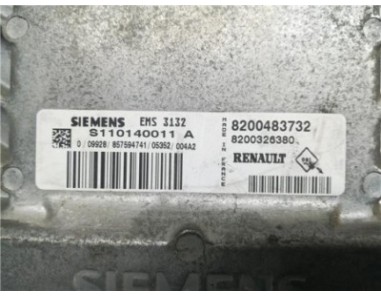 SIEMENS EMS 3132
S110140011 A
0/09928/857594741/05352/004A2
MADE IN FRANCE
8200483732
8200326380
RENAULT
SIEMENS